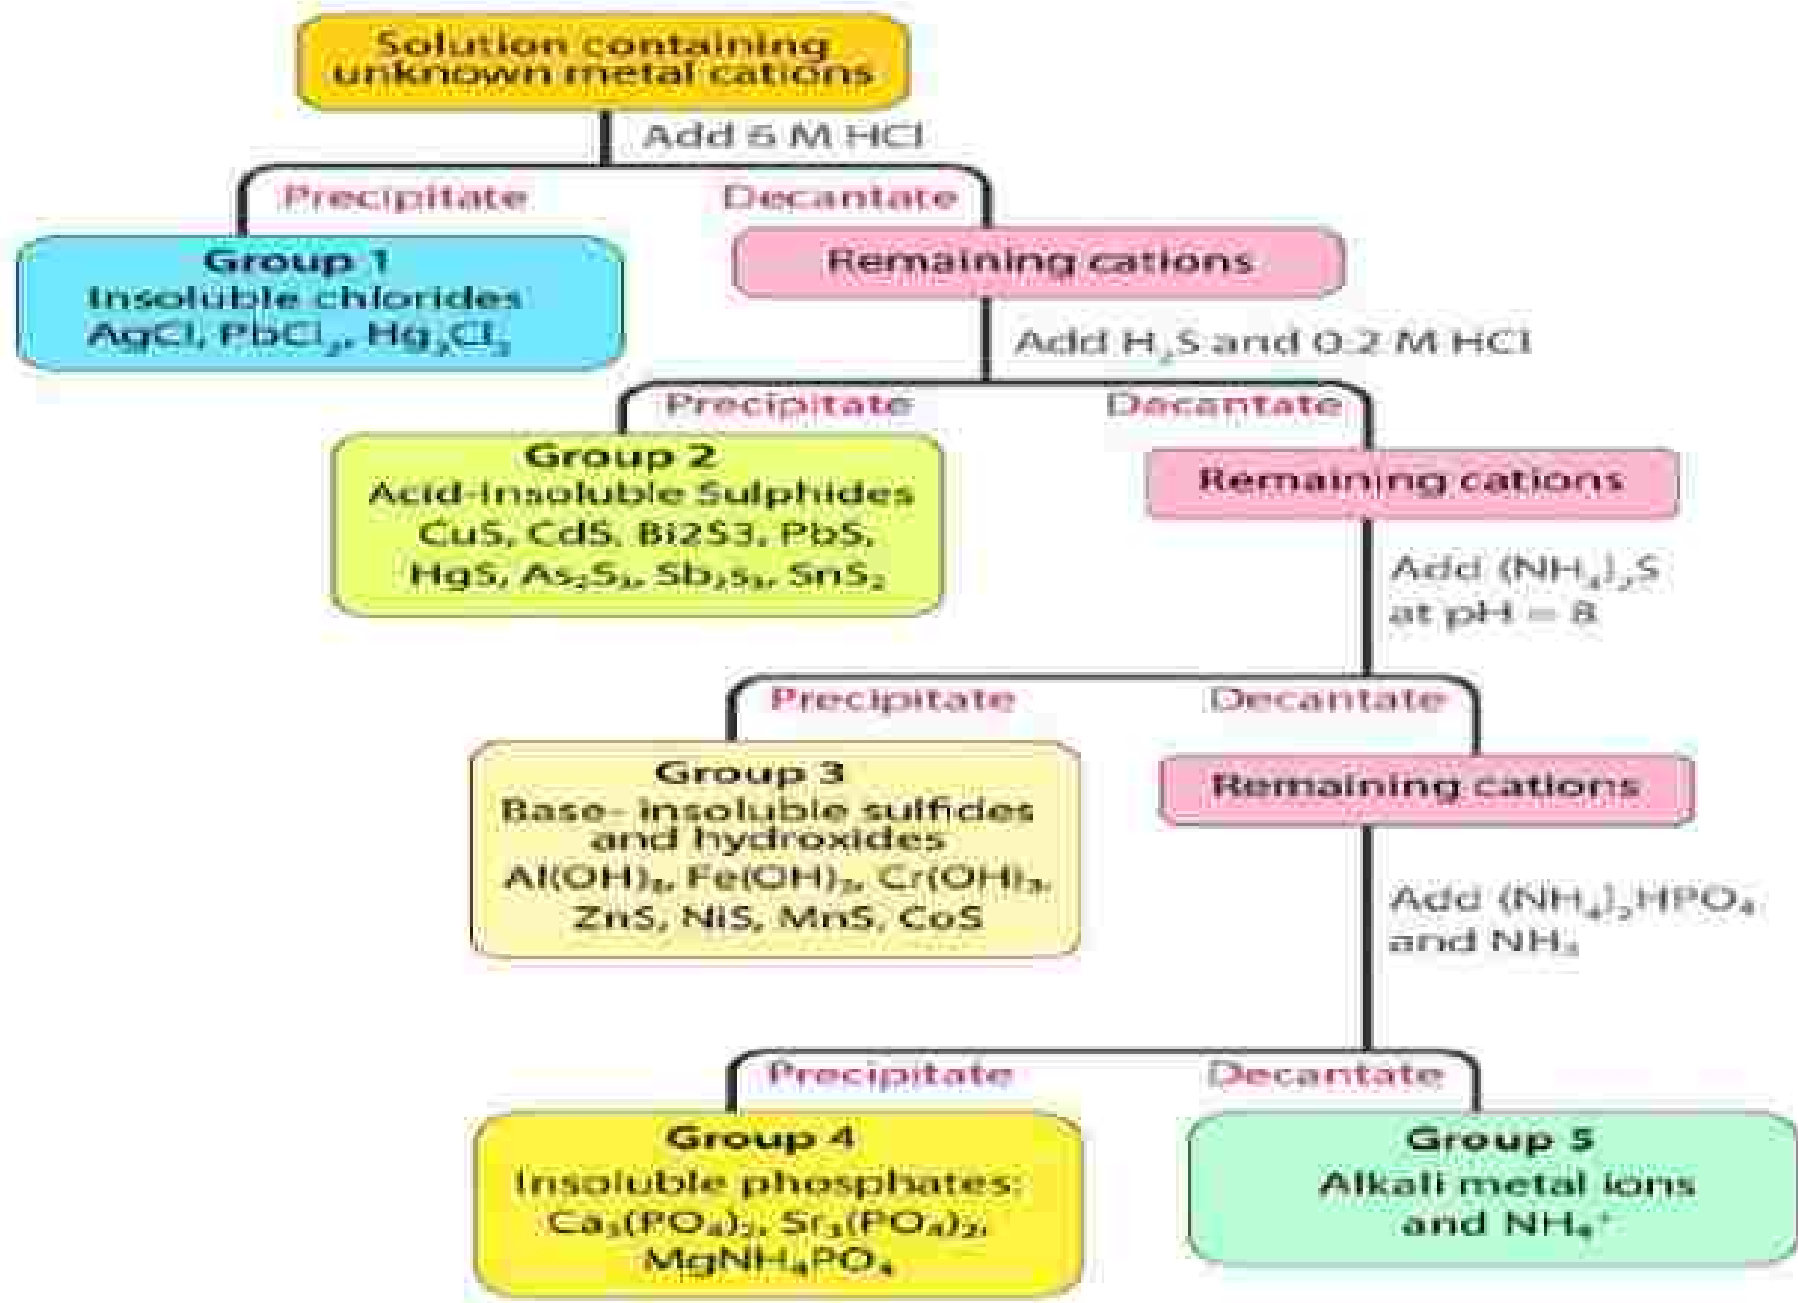 Solution containing
unknown metal cations
Add 6 M HCl
Precipitate
Decantate
Group 1
Insoluble chlorides
AgCl, PbCl₂, Hg₂Cl₂
Remaining cations
Add H₂S and 0.2 M HCl
Precipitate
Decantate
Group 2
Acid-Insoluble Sulphides
CuS, CdS, Bi2S3, PbS,
HgS, As₂S₃, Sb₂s₃, SnS₂
Remaining cations
Add (NH₄)₂S
at pH = 8
Precipitate
Decantate
Group 3
Base- insoluble sulfides
and hydroxides
Al(OH)₃, Fe(OH)₂, Cr(OH)₃,
ZnS, NiS, MnS, CoS
Remaining cations
Add (NH₄)₂HPO₄
and NH₃
Precipitate
Decantate
Group 4
Insoluble phosphates:
Ca₃(PO₄)₂, Sr₃(PO₄)₂,
MgNH₄PO₄
Group 5
Alkali metal ions
and NH₄⁺